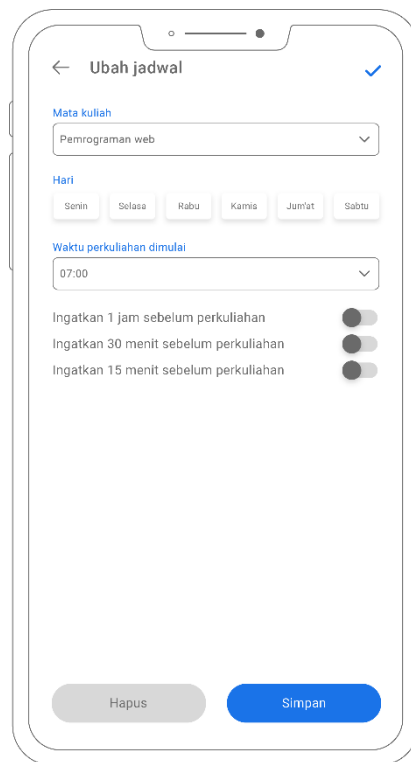 Ubah jadwal
Mata kuliah
Pemrograman web
Hari
Senin Selasa Rabu Kamis Jum'at Sabtu
Waktu perkuliahan dimulai
07:00
Ingatkan 1 jam sebelum perkuliahan
Ingatkan 30 menit sebelum perkuliahan
Ingatkan 15 menit sebelum perkuliahan
Hapus Simpan